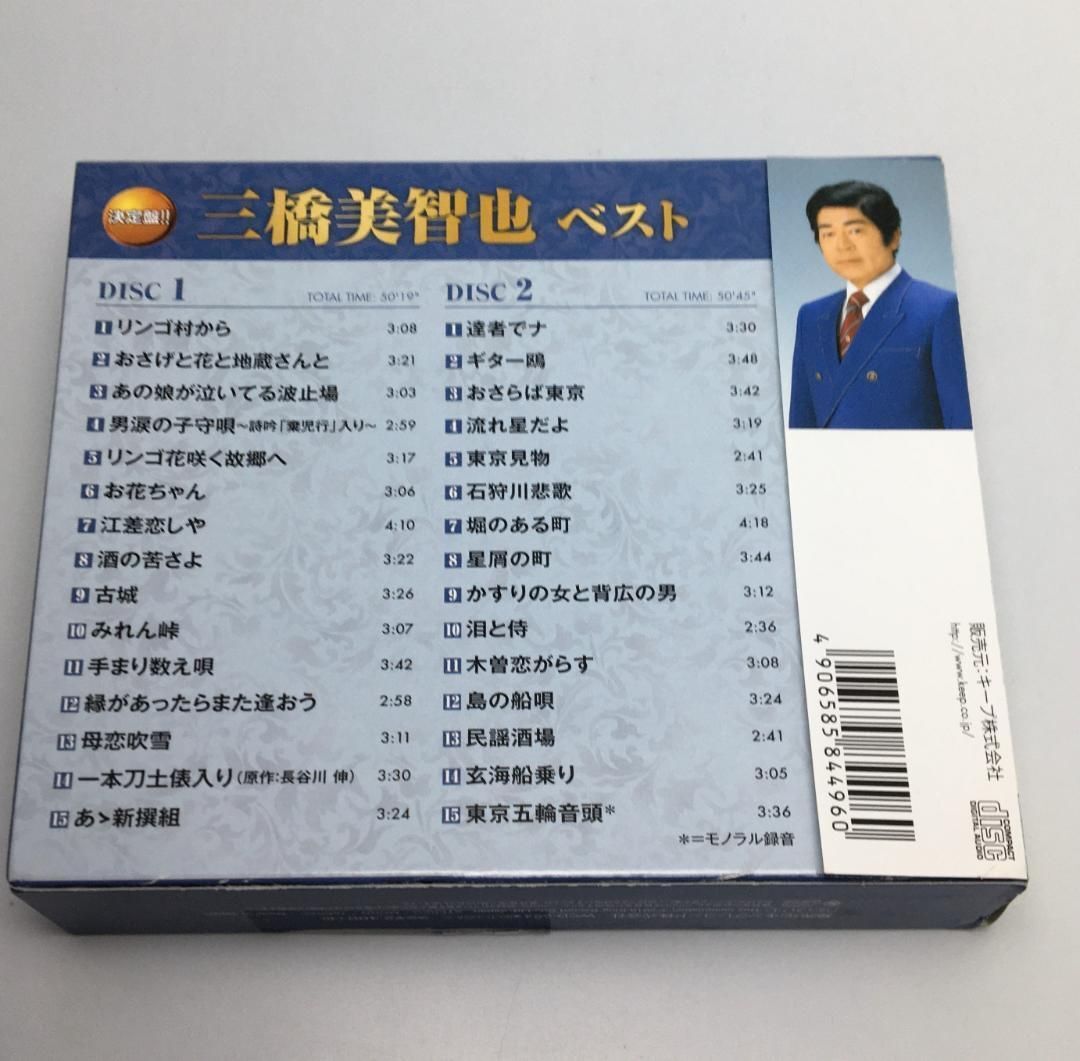 決定盤!! 三橋美智也 ベスト
DISC 1 TOTAL TIME: 50'19"
1 リンゴ村から 3:08
2 おさげと花と地蔵さんと 3:21
3 あの娘が泣いてる波止場 3:03
4 男涙の子守唄〜詩吟「棄児行」入り〜 2:59
5 リンゴ花咲く故郷へ 3:17
6 お花ちゃん 3:06
7 江差恋しや 4:10
8 酒の苦さよ 3:22
9 古城 3:26
10 みれん峠 3:07
11 手まり数え唄 3:42
12 縁があったらまた逢おう 2:58
13 母恋吹雪 3:11
14 一本刀土俵入り(原作:長谷川 伸) 3:30
15 あゝ新撰組 3:24
DISC 2 TOTAL TIME: 50'45"
1 達者でナ 3:30
2 ギター鴎 3:48
3 おさらば東京 3:42
4 流れ星だよ 3:19
5 東京見物 2:41
6 石狩川悲歌 3:25
7 堀のある町 4:18
8 星屑の町 3:44
9 かすりの女と背広の男 3:12
10 泪と侍 2:36
11 木曽恋がらす 3:08
12 島の船唄 3:24
13 民謡酒場 2:41
14 玄海船乗り 3:05
15 東京五輪音頭* 3:36
*=モノラル録音
販売元:キープ株式会社
http://www.keep.co.jp/
4906585844960
COMPACT
disc
DIGITAL AUDIO